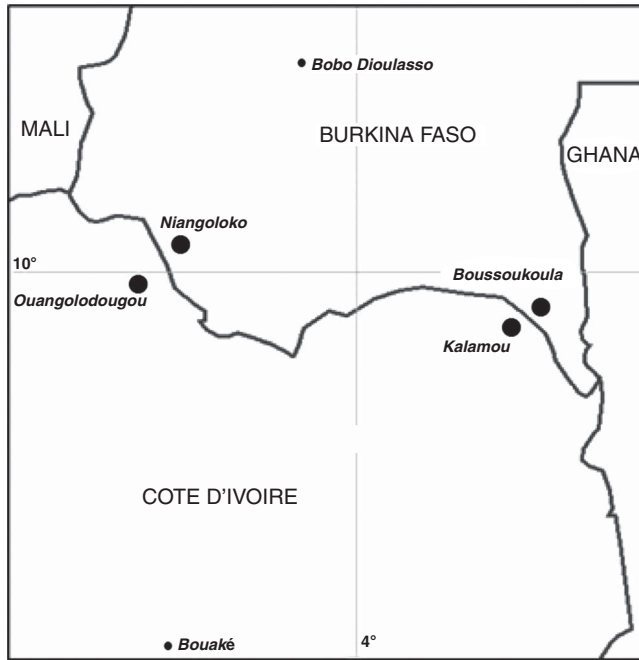 Bobo Dioulasso
MALI
BURKINA FASO
GHANA
Niangoloko
10°
Boussoukoula
Ouangolodougou
Kalamou
COTE D'IVOIRE
Bouaké
4°